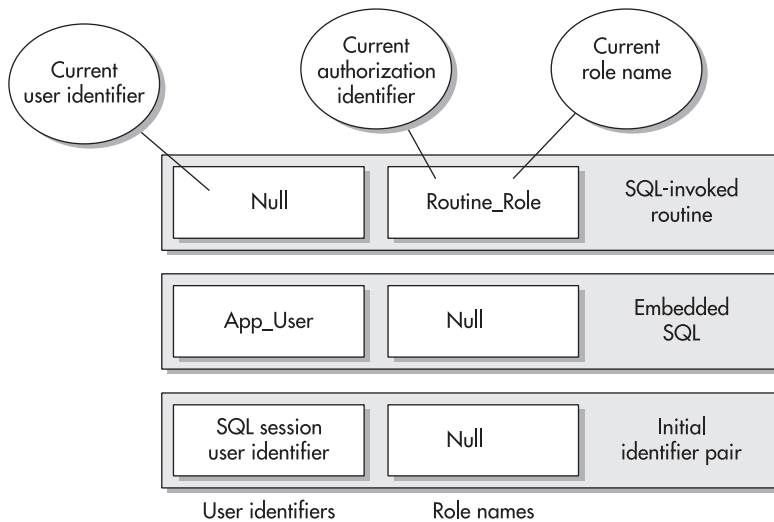 Current
user identifier
Current
authorization
identifier
Current
role name
Null
Routine_Role
SQL-invoked
routine
App_User
Null
Embedded
SQL
SQL session
user identifier
Null
Initial
identifier pair
User identifiers
Role names